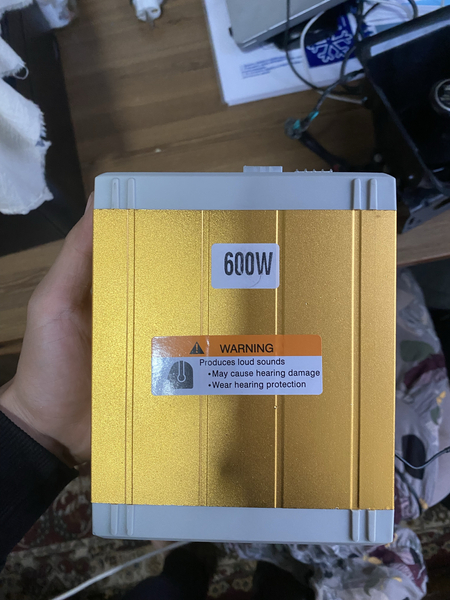 600W
WARNING
Produces loud sounds
•May cause hearing damage
•Wear hearing protection